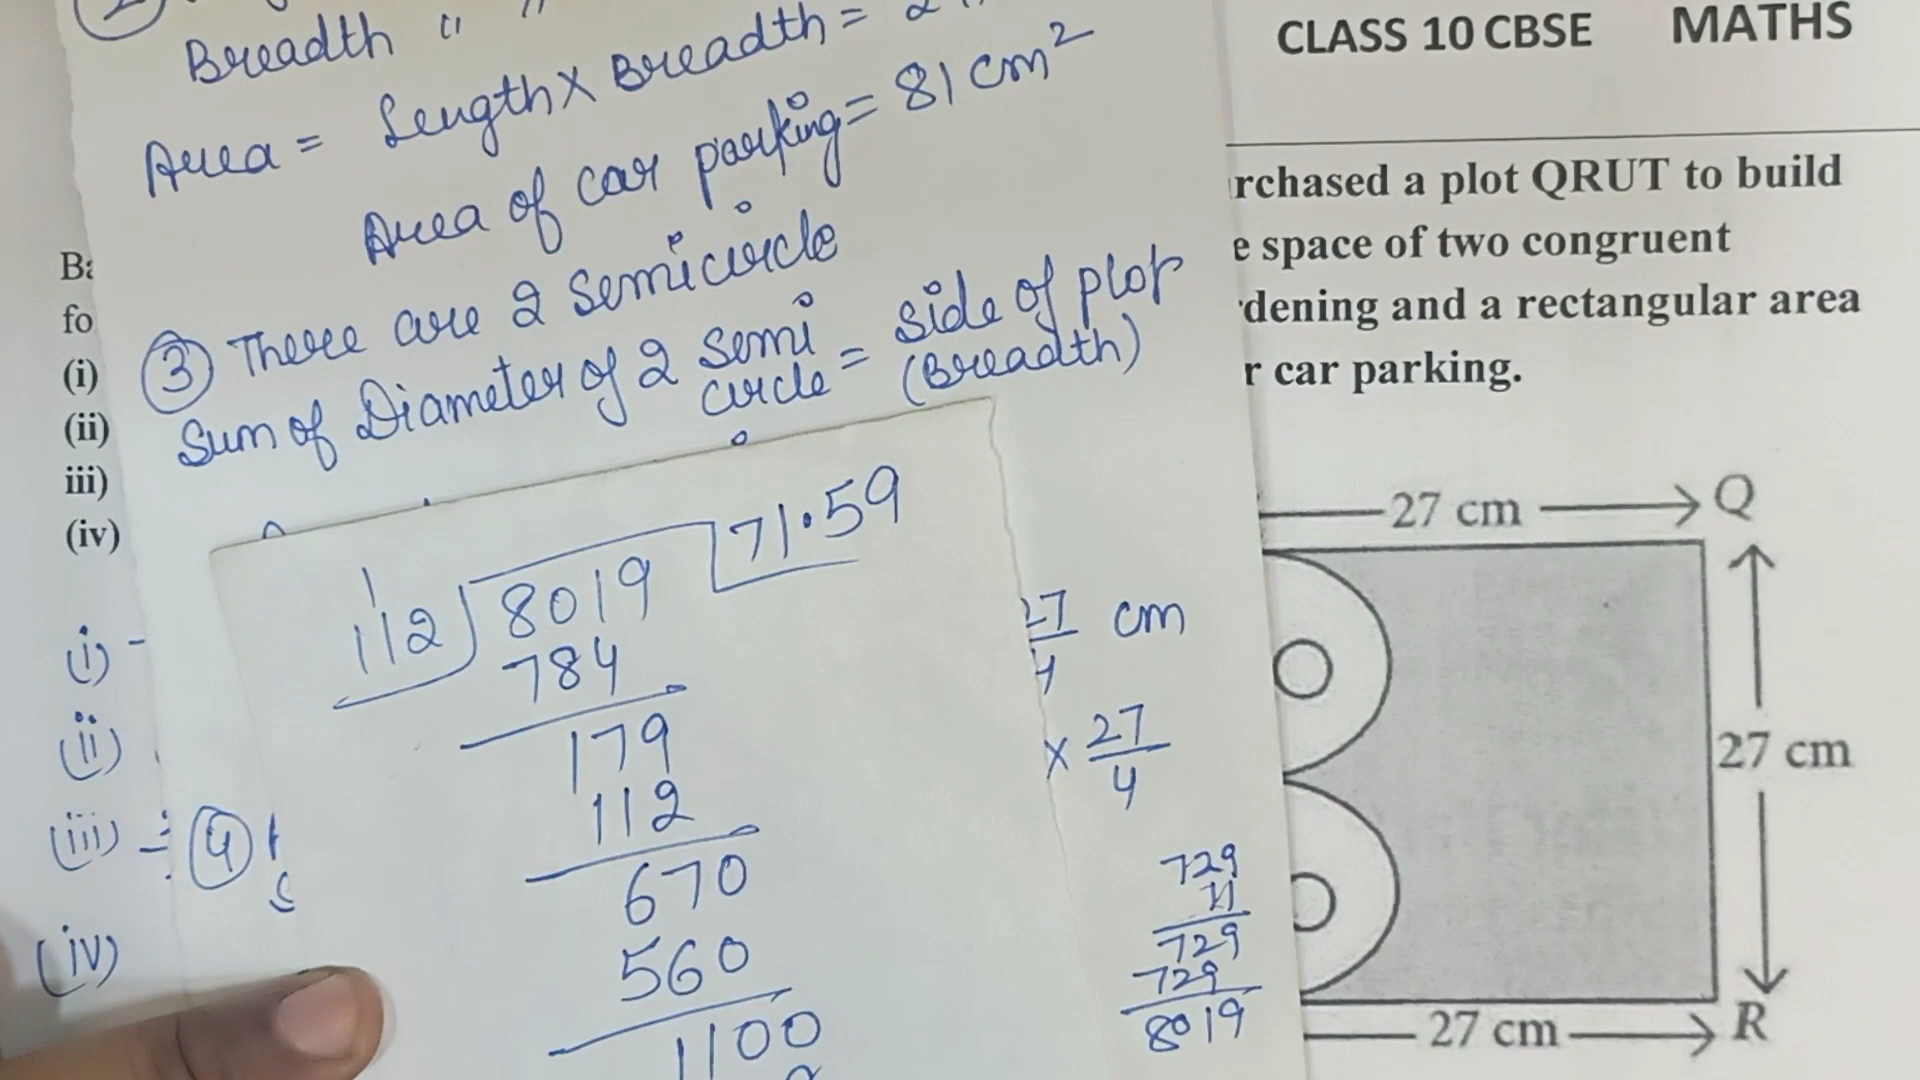 Breadth " "
Area = Length x Breadth =
Area of car parking = 81 cm²
③ There are 2 semicircle
Sum of Diameter of 2 semi circle = side of plot (Breadth)
71.59
112 8019
784
179
112
670
560
1100
27/4 cm
x 27/4
729
11
729
729
8019
(i)
(ii)
iii)
(iv)
(i) -
(ii)
(iii) ④
(iv)
CLASS 10 CBSE MATHS
rchased a plot QRUT to build
e space of two congruent
dening and a rectangular area
r car parking.
27 cm Q
27 cm
27 cm R